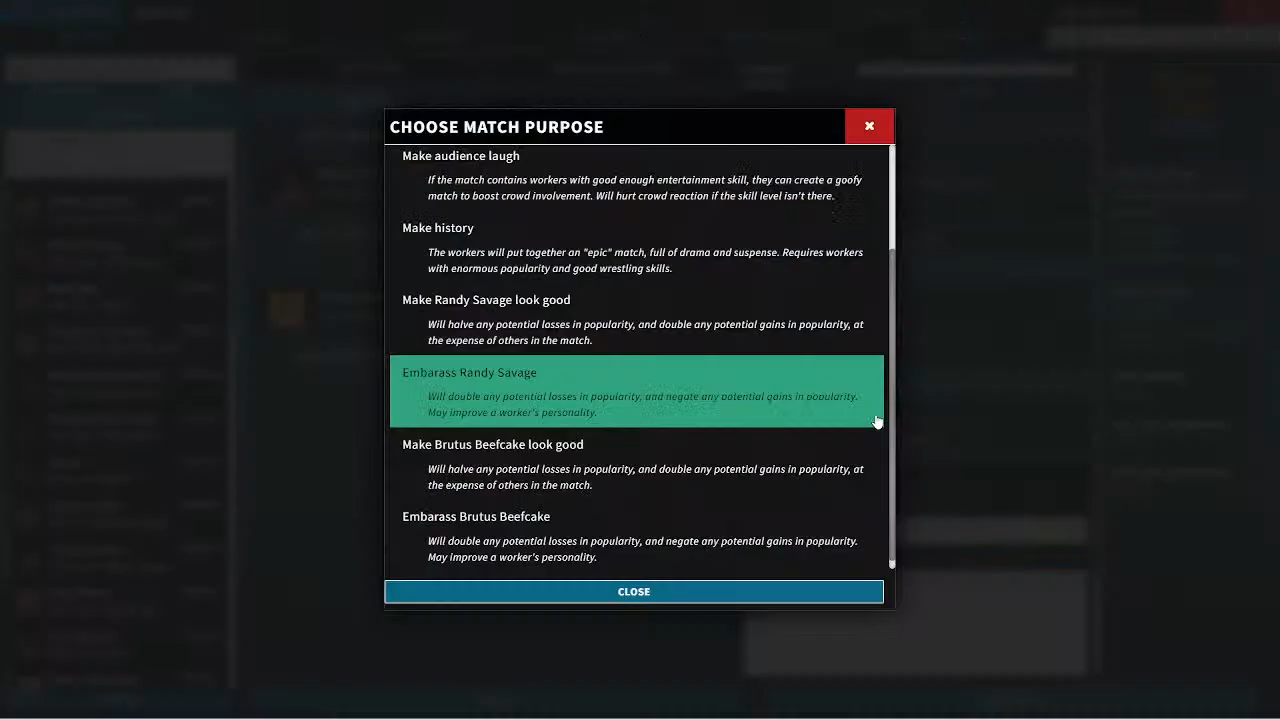 CHOOSE MATCH PURPOSE
Make audience laugh
If the match contains workers with good enough entertainment skill, they can create a goofy
match to boost crowd involvement. Will hurt crowd reaction if the skill level isn't there.
Make history
The workers will put together an "epic" match, full of drama and suspense. Requires workers
with enormous popularity and good wrestling skills.
Make Randy Savage look good
Will halve any potential losses in popularity, and double any potential gains in popularity, at
the expense of others in the match.
Embarass Randy Savage
Will double any potential losses in popularity, and negate any potential gains in popularity.
May improve a worker's personality.
Make Brutus Beefcake look good
Will halve any potential losses in popularity, and double any potential gains in popularity, at
the expense of others in the match.
Embarass Brutus Beefcake
Will double any potential losses in popularity, and negate any potential gains in popularity.
May improve a worker's personality.
CLOSE